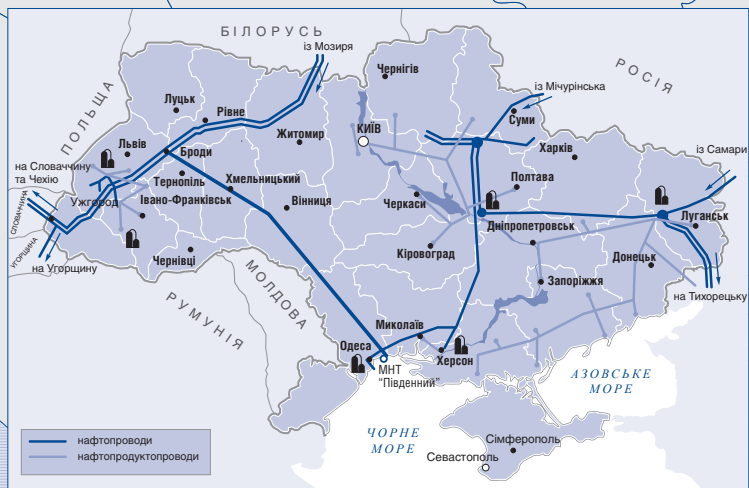 БІЛОРУСЬ
із Мозиря
Чернігів
РОСІЯ
із Мічурінська
ПОЛЬЩА
Луцьк
Рівне
Суми
Житомир
КИЇВ
Харків
із Самари
Львів
Броди
на Словаччину
та Чехію
Тернопіль
Хмельницький
Полтава
Ужгород
Івано-Франківськ
Вінниця
Черкаси
Луганськ
СЛОВАЧЧИНА
УГОРЩИНА
Дніпропетровськ
Чернівці
Кіровоград
Донецьк
на Угорщину
МОЛДОВА
Запоріжжя
на Тихорецьку
РУМУНІЯ
Миколаїв
Одеса
Херсон
МНТ
"Південний"
АЗОВСЬКЕ
МОРЕ
ЧОРНЕ
МОРЕ
нафтопроводи
нафтопродуктопроводи
Сімферополь
Севастополь